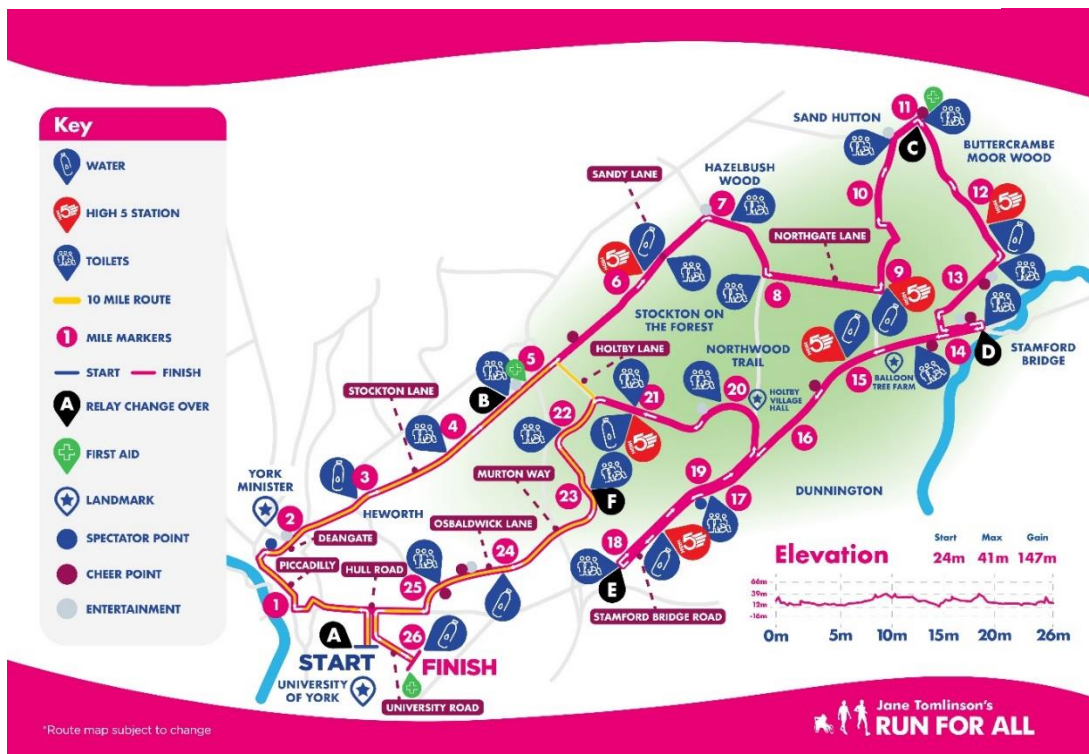 Key
WATER
HIGH 5 STATION
TOILETS
10 MILE ROUTE
1
MILE MARKERS
START
FINISH
A
RELAY CHANGE OVER
FIRST AID
LANDMARK
SPECTATOR POINT
CHEER POINT
ENTERTAINMENT
SAND HUTTON
11
C
BUTTERCRAMBE
MOOR WOOD
SANDY LANE
HAZELBUSH
WOOD
7
10
12
NORTHGATE LANE
6
STOCKTON ON
THE FOREST
8
9
13
STAMFORD
BRIDGE
D
14
BALLOON
TREE FARM
15
HOLTBY LANE
NORTHWOOD
TRAIL
5
B
STOCKTON LANE
4
22
21
20
HOLTBY
VILLAGE
HALL
16
3
YORK
MINSTER
2
HEWORTH
MURTON WAY
23
F
19
17
DUNNINGTON
DEANGATE
OSBALDWICK LANE
24
18
PICCADILLY
HULL ROAD
25
E
1
STAMFORD BRIDGE ROAD
A
START
26
FINISH
UNIVERSITY
OF YORK
UNIVERSITY ROAD
Elevation
Start
Max
Gain
24m
41m
147m
66m
39m
12m
-16m
0m
5m
10m
15m
20m
26m
*Route map subject to change
Jane Tomlinson's
RUN FOR ALL